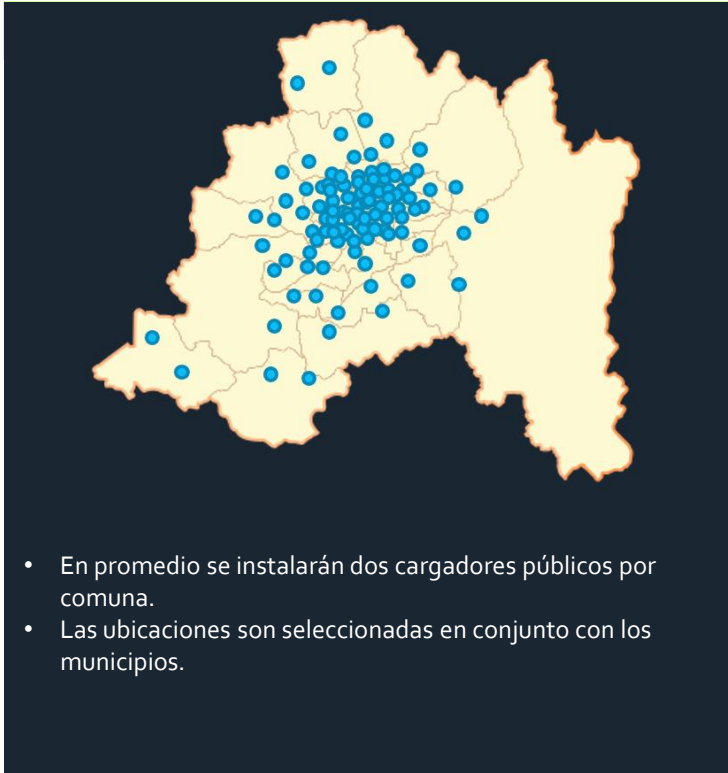 • En promedio se instalarán dos cargadores públicos por
comuna.
• Las ubicaciones son seleccionadas en conjunto con los
municipios.